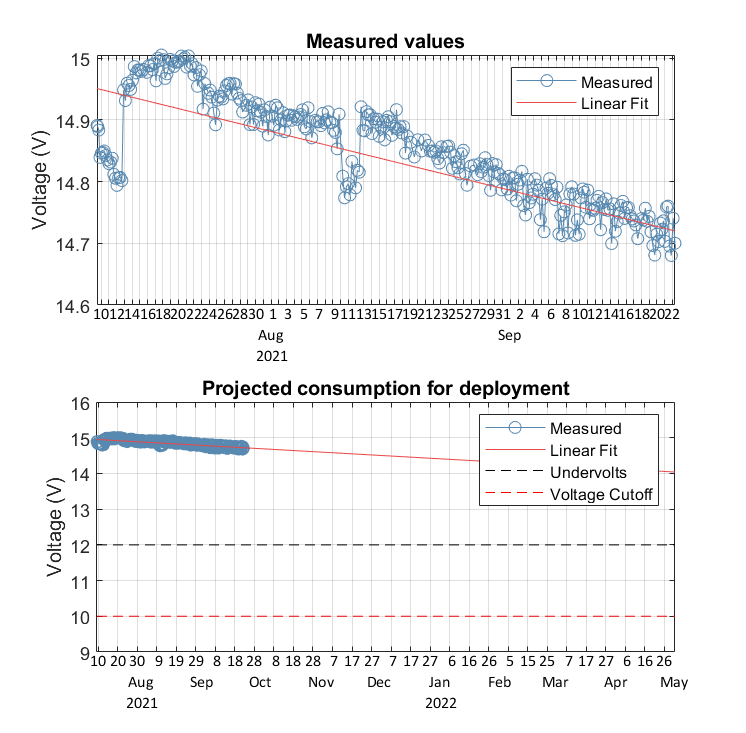 Measured values
15
14.9
14.8
14.7
14.6
Voltage (V)
Measured
Linear Fit
10 12 12 14 16 18 20 22 22 24 26 28 30 1 3 5 7 9 11 13 15 17 19 21 23 25 27 29 31 2 4 6 8 10 12 14 16 18 20 22
Aug Sep
2021
Projected consumption for deployment
16
15
14
13
12
11
10
9
Voltage (V)
Measured
Linear Fit
Undervolts
Voltage Cutoff
10 20 30 9 19 29 8 18 28 8 18 28 7 17 27 7 17 27 6 16 26 5 15 25 7 17 27 6 16 26
Aug Sep Oct Nov Dec Jan Feb Mar Apr May
2021 2022